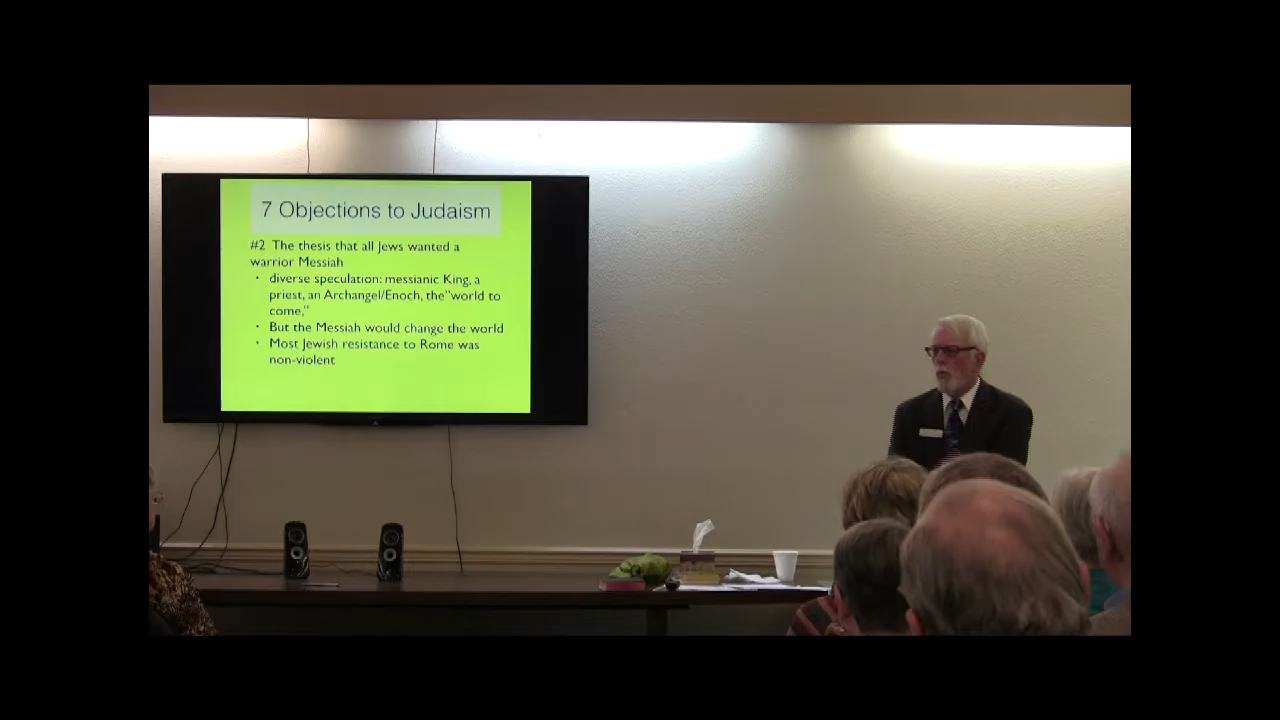 7 Objections to Judaism
#2 The thesis that all Jews wanted a
warrior Messiah
• diverse speculation: messianic King, a
priest, an Archangel/Enoch, the"world to
come,"
• But the Messiah would change the world
• Most Jewish resistance to Rome was
non-violent